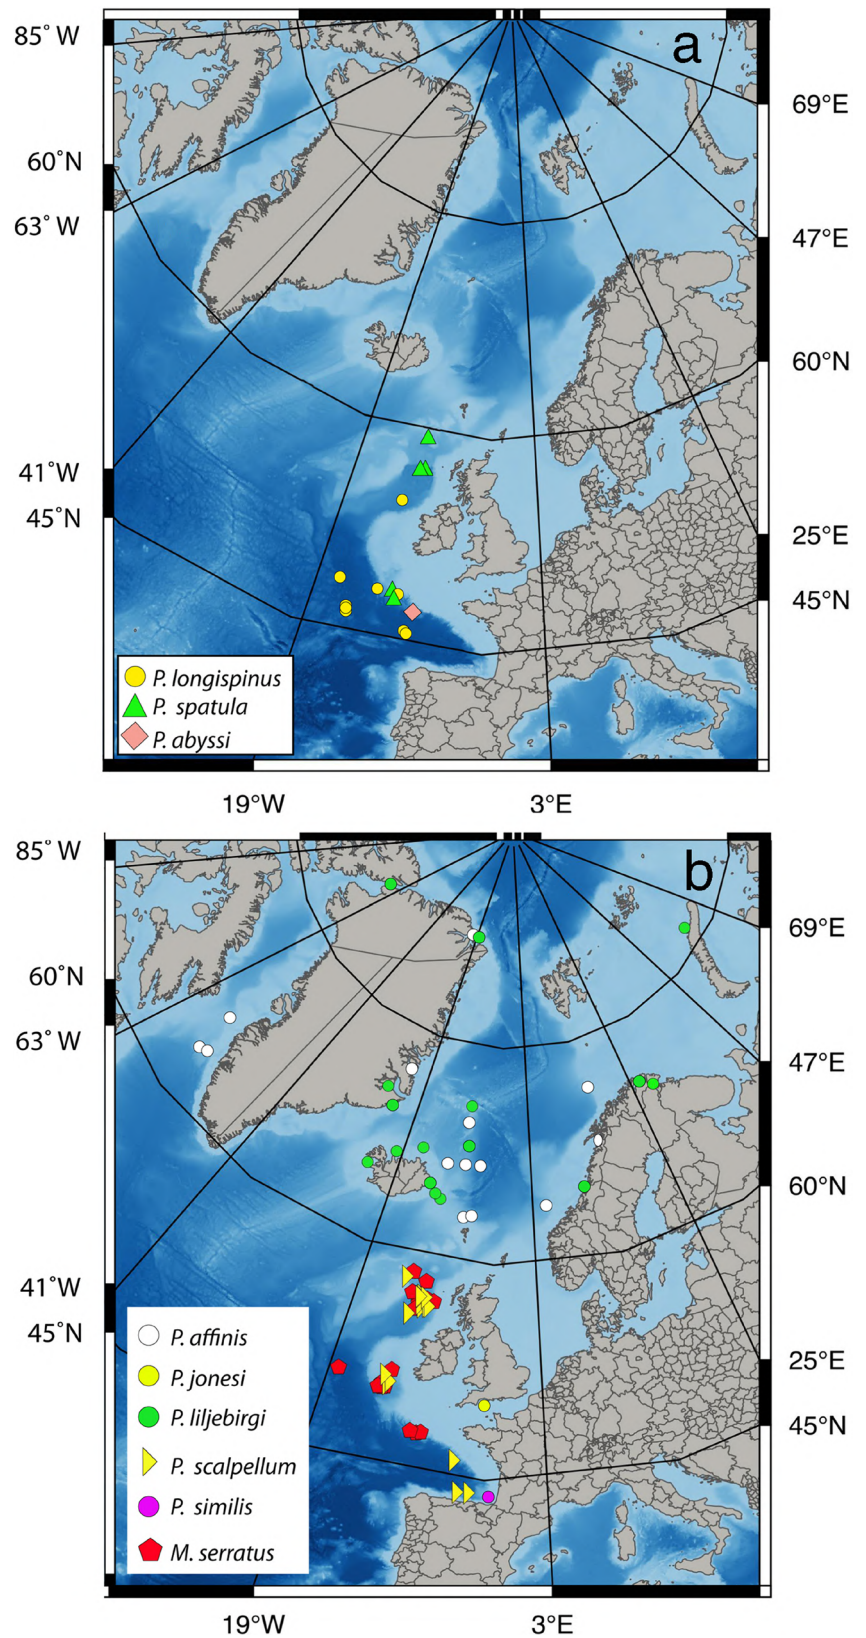 a
85° W
69°E
60°N
63° W
47°E
60°N
41°W
45°N
25°E
45°N
P. longispinus
P. spatula
P. abyssi
19°W
3°E
b
85° W
69°E
60°N
63° W
47°E
60°N
41°W
45°N
25°E
45°N
P. affinis
P. jonesi
P. liljebirgi
P. scalpellum
P. similis
M. serratus
19°W
3°E